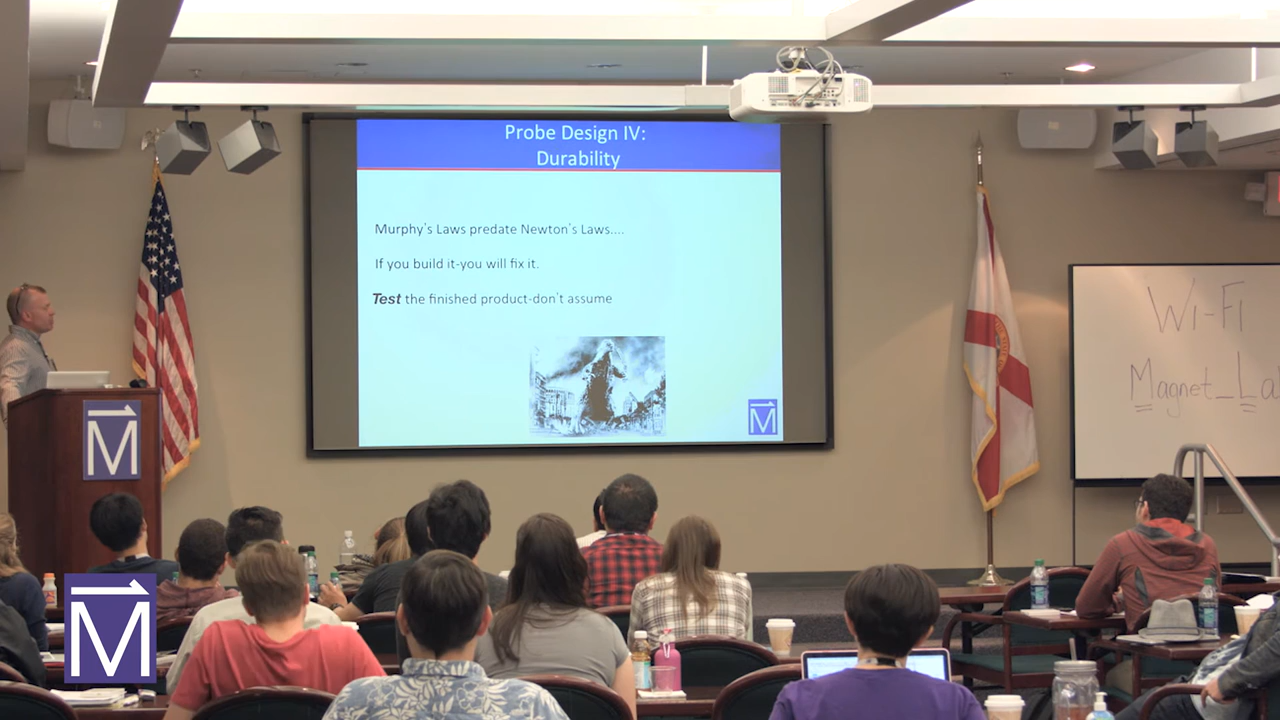 Probe Design IV:
Durability
Murphy's Laws predate Newton's Laws....
If you build it-you will fix it.
Test the finished product-don't assume
M
M
M
Wi-Fi
Magnet_La